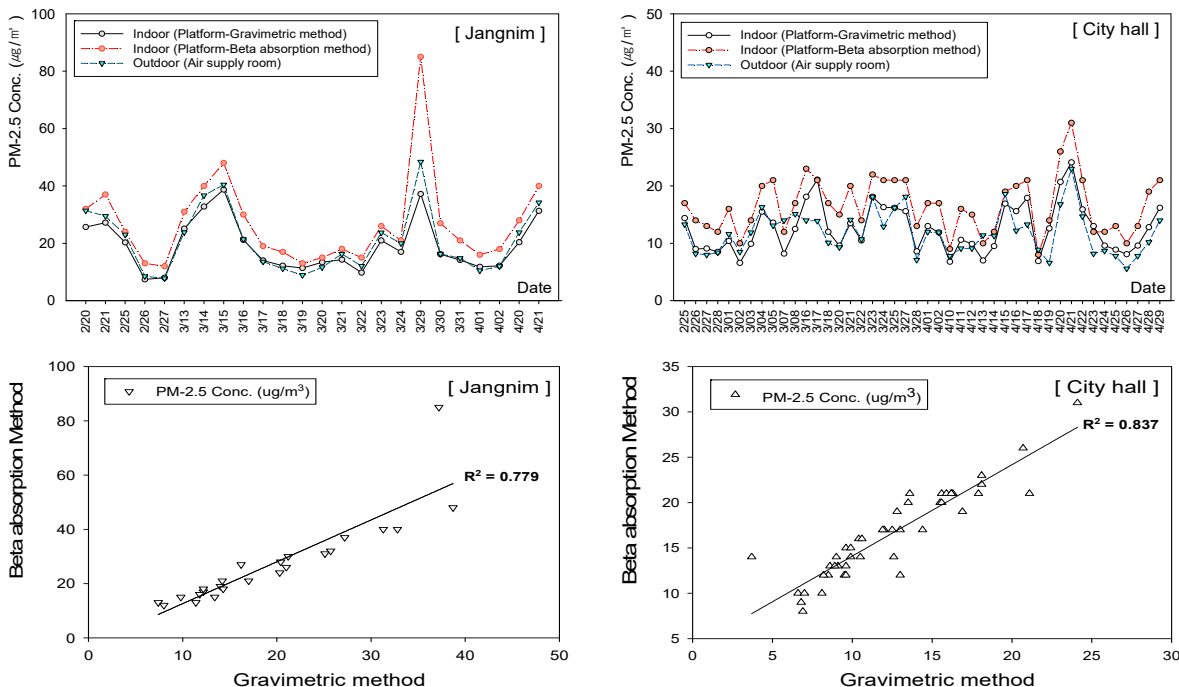 PM-2.5 Conc. (㎍/㎥)
100
80
60
40
20
0
Indoor (Platform-Gravimetric method)
Indoor (Platform-Beta absorption method)
Outdoor (Air supply room)
[ Jangnim ]
Date
2/20 2/21 2/25 2/26 2/27 3/13 3/14 3/15 3/16 3/17 3/18 3/19 3/20 3/21 3/22 3/23 3/24 3/29 3/30 3/31 4/01 4/02 4/20 4/21
PM-2.5 Conc. (㎍/㎥)
50
40
30
20
10
0
Indoor (Platform-Gravimetric method)
Indoor (Platform-Beta absorption method)
Outdoor (Air supply room)
[ City hall ]
Date
2/25 2/26 2/27 2/28 3/01 3/02 3/03 3/04 3/05 3/07 3/08 3/16 3/17 3/18 3/20 3/21 3/22 3/23 3/24 3/25 3/27 3/28 4/01 4/02 4/10 4/11 4/12 4/13 4/14 4/15 4/16 4/17 4/18 4/19 4/20 4/21 4/22 4/23 4/24 4/25 4/26 4/27 4/28 4/29
Beta absorption Method
100
80
60
40
20
0
PM-2.5 Conc. (ug/m³)
[ Jangnim ]
R² = 0.779
0 10 20 30 40 50
Gravimetric method
Beta absorption Method
35
30
25
20
15
10
5
PM-2.5 Conc. (ug/m³)
[ City hall ]
R² = 0.837
0 5 10 15 20 25 30
Gravimetric method